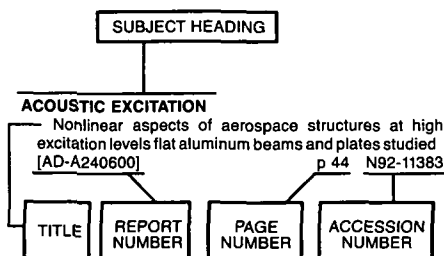 SUBJECT HEADING
ACOUSTIC EXCITATION
Nonlinear aspects of aerospace structures at high
excitation levels flat aluminum beams and plates studied
[AD-A240600] p 44 N92-11383
TITLE
REPORT NUMBER
PAGE NUMBER
ACCESSION NUMBER